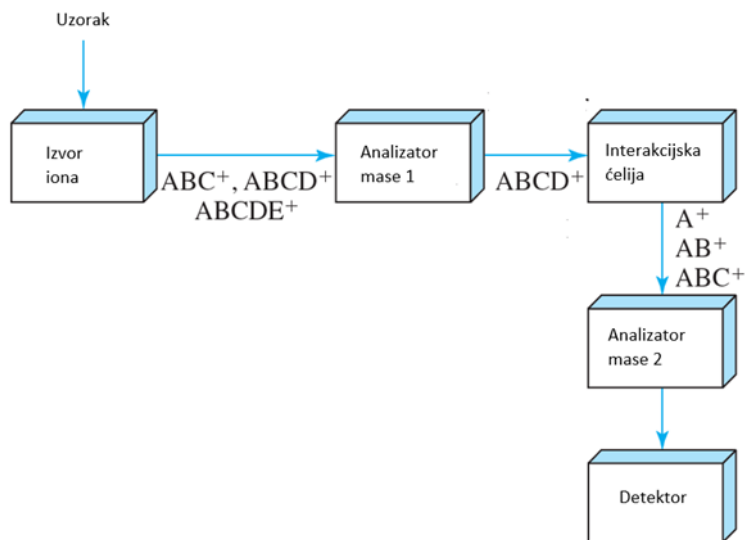 Uzorak
Izvor
iona
ABC⁺, ABCD⁺
ABCDE⁺
Analizator
mase 1
ABCD⁺
Interakcijska
ćelija
A⁺
AB⁺
ABC⁺
Analizator
mase 2
Detektor